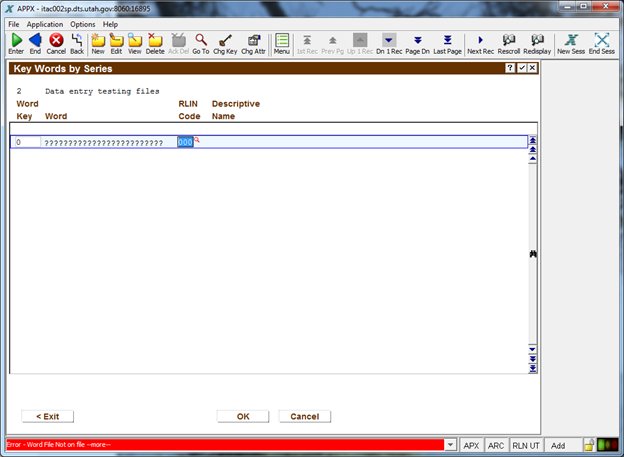 APPX - itac002sp.dts.utah.gov:8060:16895
File Application Options Help
Enter End Cancel Back New Edit View Delete Ack Del Go To Chg Key Chg Attr Menu 1st Rec Prev Pg Up 1 Rec Dn 1 Rec Page Dn Last Page Next Rec Rescroll Redisplay New Sess End Sess
Key Words by Series
2 Data entry testing files
Word RLIN Descriptive
Key Word Code Name
0 ????????????????????????? 000
< Exit OK Cancel
Error - Word File Not on file --more-- APX ARC RLN UT Add